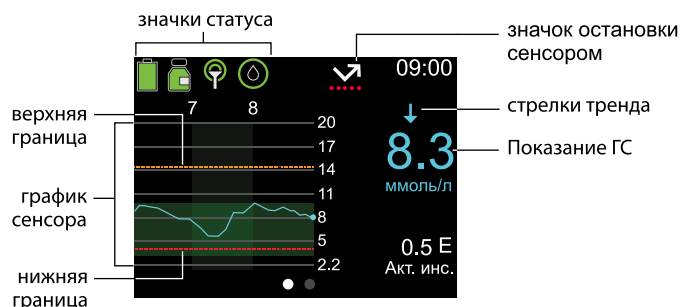 значки статуса
значок остановки
сенсором
09:00
7 8
стрелки тренда
верхняя
граница
20
17
14
11
8
5
2.2
8.3
Показание ГС
ммоль/л
график
сенсора
0.5 Е
Акт. инс.
нижняя
граница